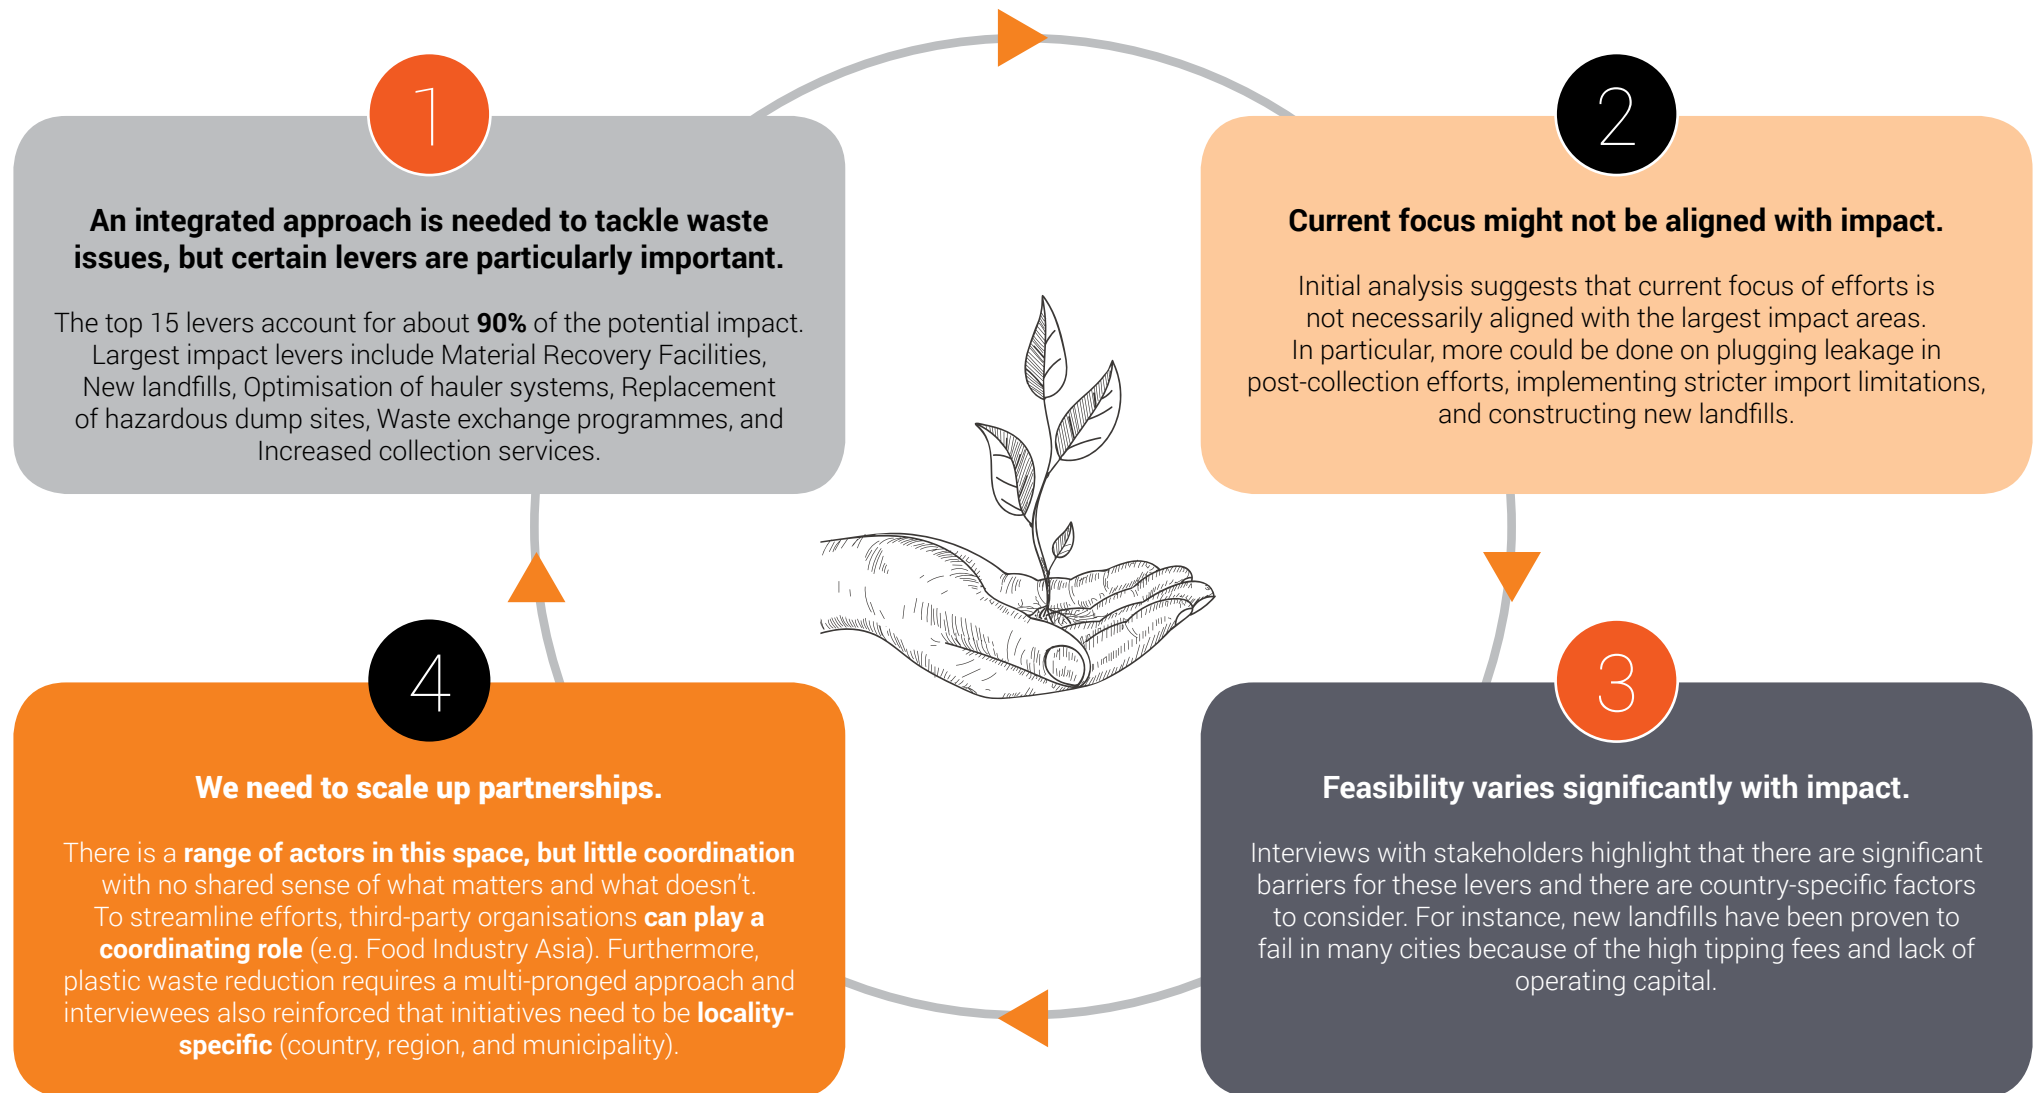 1
An integrated approach is needed to tackle waste
issues, but certain levers are particularly important.
The top 15 levers account for about 90% of the potential impact.
Largest impact levers include Material Recovery Facilities,
New landfills, Optimisation of hauler systems, Replacement
of hazardous dump sites, Waste exchange programmes, and
Increased collection services.
2
Current focus might not be aligned with impact.
Initial analysis suggests that current focus of efforts is
not necessarily aligned with the largest impact areas.
In particular, more could be done on plugging leakage in
post-collection efforts, implementing stricter import limitations,
and constructing new landfills.
3
Feasibility varies significantly with impact.
Interviews with stakeholders highlight that there are significant
barriers for these levers and there are country-specific factors
to consider. For instance, new landfills have been proven to
fail in many cities because of the high tipping fees and lack of
operating capital.
4
We need to scale up partnerships.
There is a range of actors in this space, but little coordination
with no shared sense of what matters and what doesn't.
To streamline efforts, third-party organisations can play a
coordinating role (e.g. Food Industry Asia). Furthermore,
plastic waste reduction requires a multi-pronged approach and
interviewees also reinforced that initiatives need to be locality-
specific (country, region, and municipality).